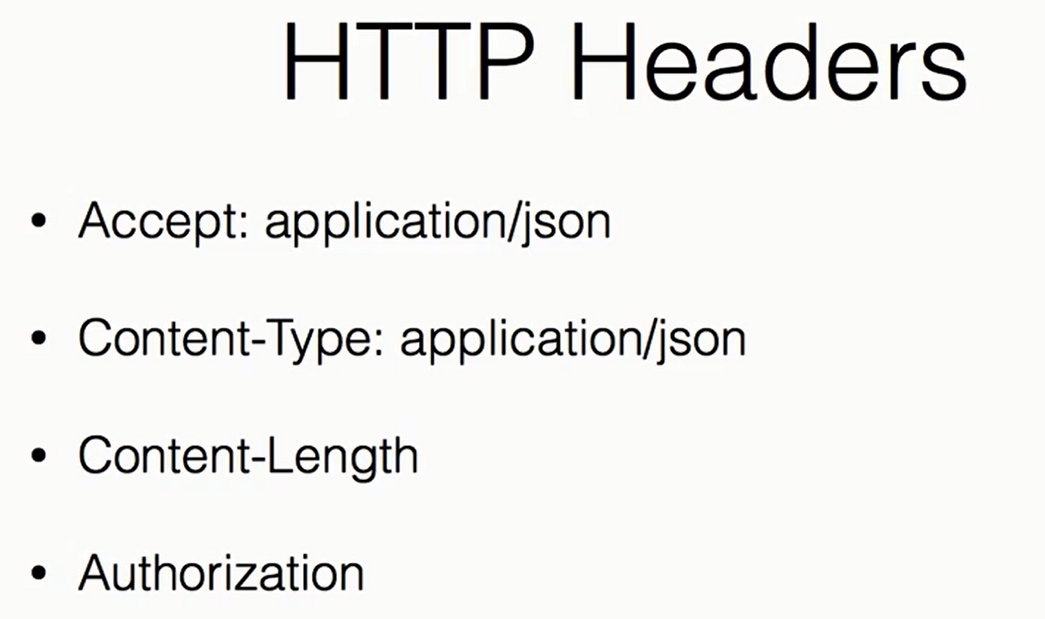 HTTP Headers
• Accept: application/json
• Content-Type: application/json
• Content-Length
• Authorization